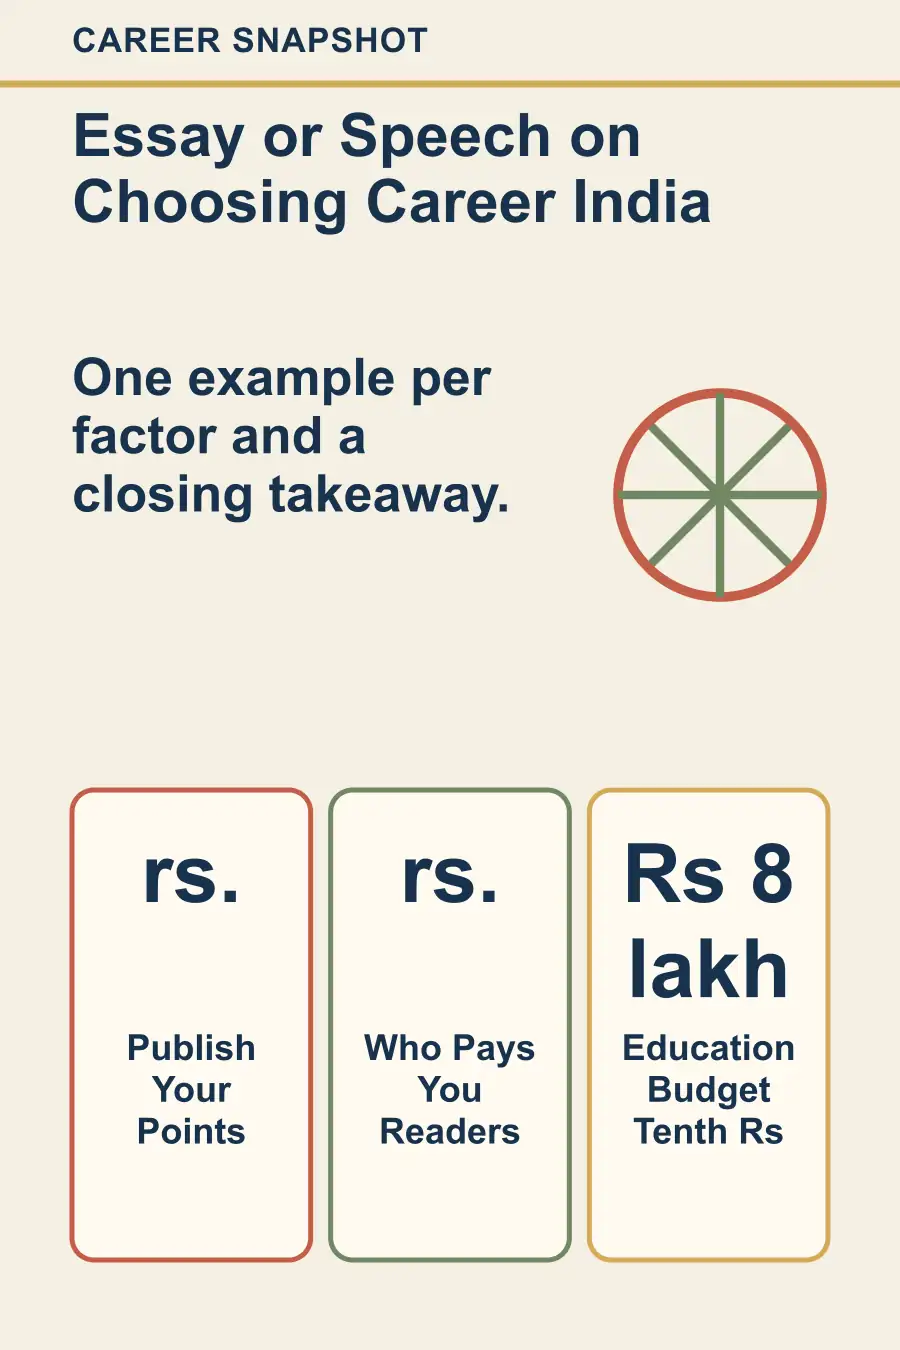 CAREER SNAPSHOT
Essay or Speech on
Choosing Career India
One example per
factor and a
closing takeaway.
rs.
Publish
Your
Points
rs.
Who Pays
You
Readers
Rs 8
lakh
Education
Budget
Tenth Rs